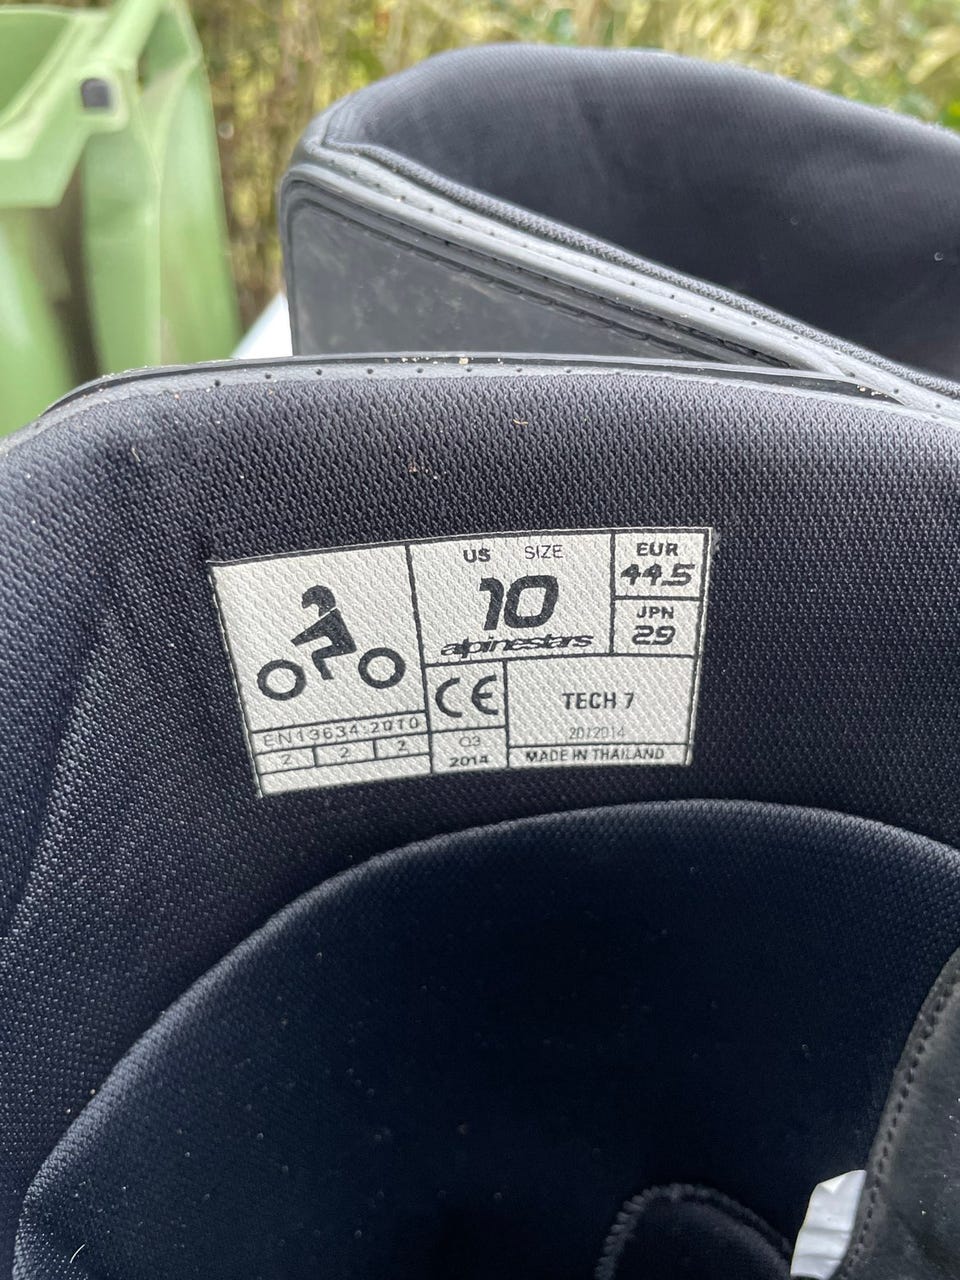 US SIZE
10
alpinestars
EUR
44.5
JPN
29
EN13634:2010
2 2 2
CE
Q3
2014
TECH 7
2012014
MADE IN THAILAND